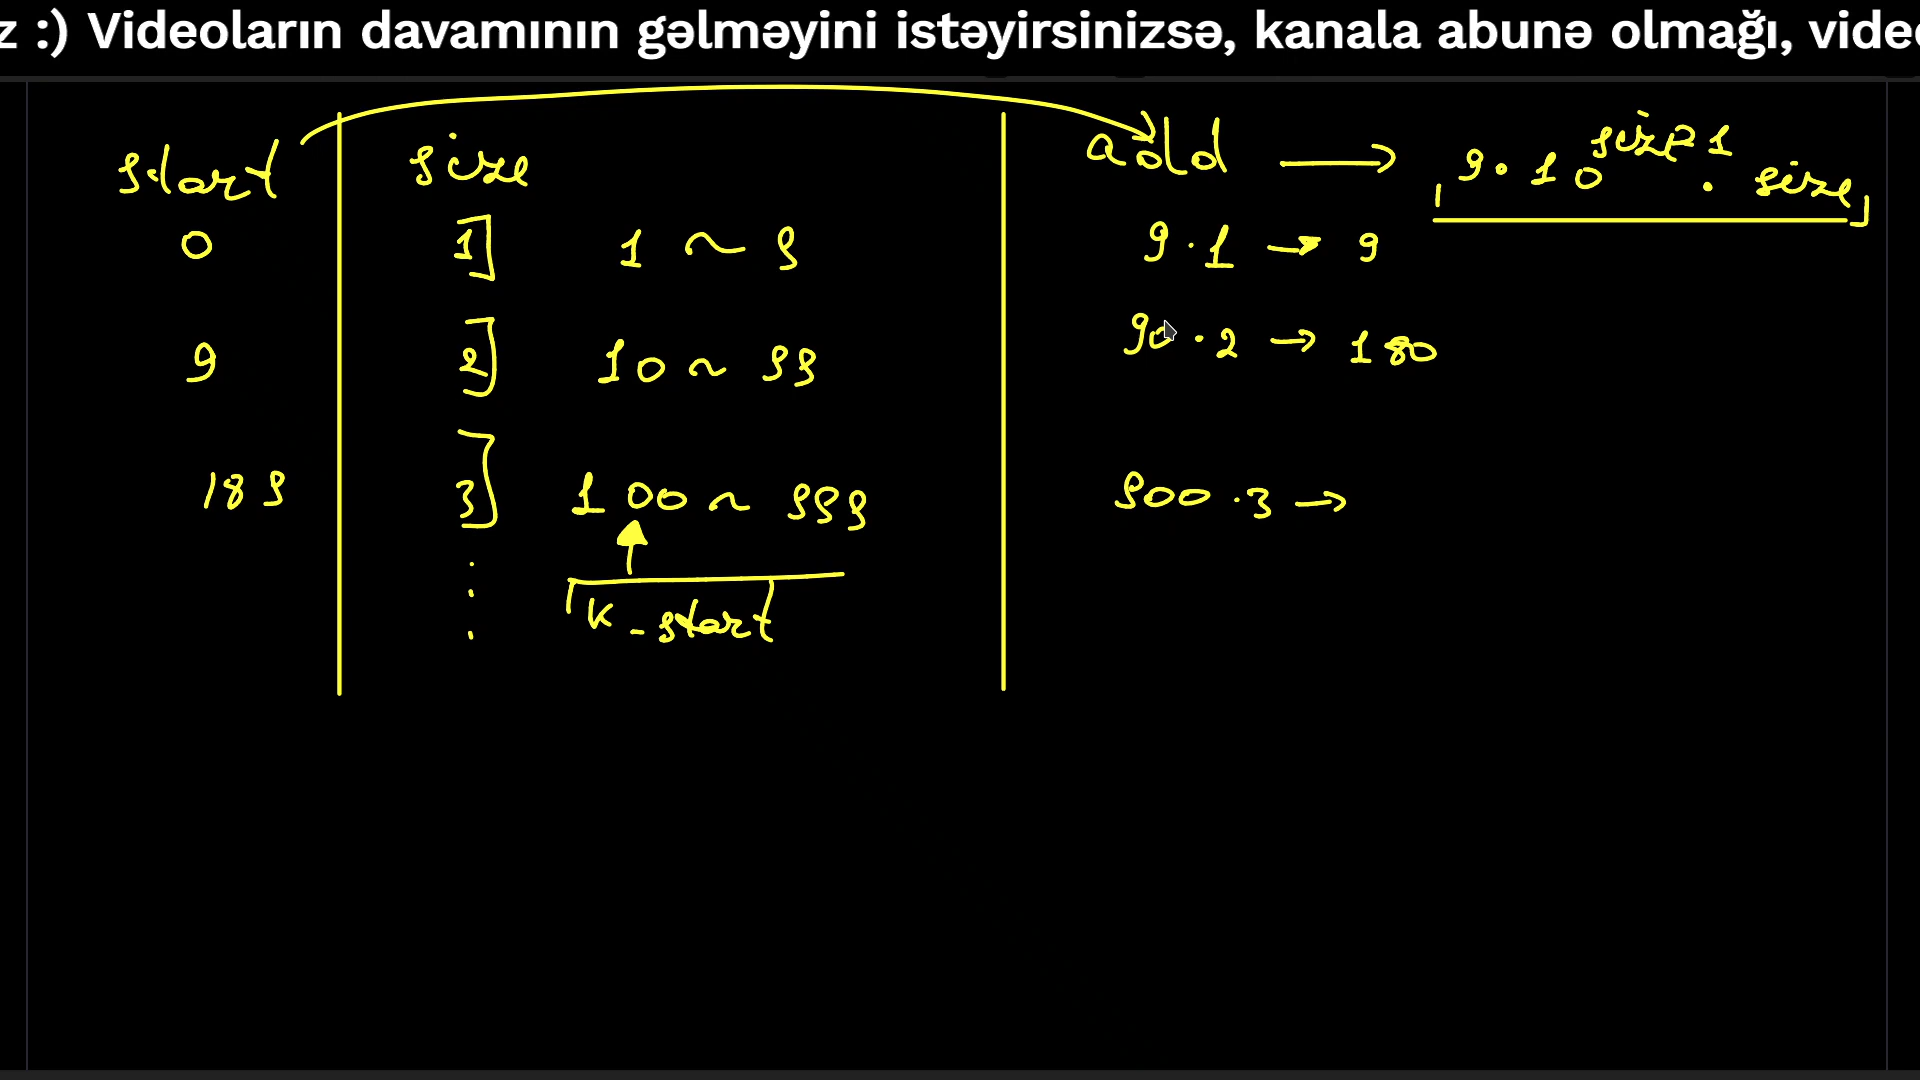 z :) Videoların davamının gəlməyini istəyirsinizsə, kanala abunə olmağı, video
start size add → 9·10^(size-1) · size
0 1] 1 ~ 9 9·1 → 9
9 2] 10 ~ 99 90·2 → 180
189 3] 100 ~ 999 900·3 →
k_start